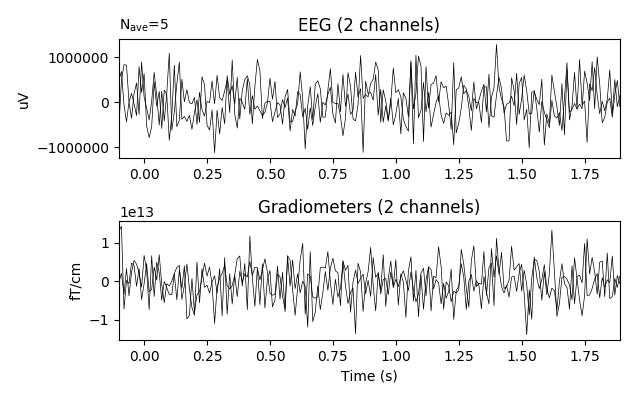 N_ave=5
EEG (2 channels)
1000000
0
−1000000
uV
0.00 0.25 0.50 0.75 1.00 1.25 1.50 1.75
1e13
Gradiometers (2 channels)
1
0
−1
fT/cm
0.00 0.25 0.50 0.75 1.00 1.25 1.50 1.75
Time (s)